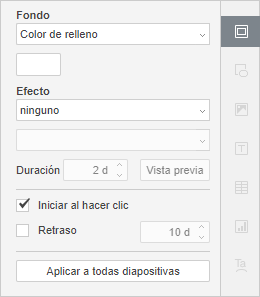 Fondo
Color de relleno
Efecto
ninguno
Duración 2 d Vista previa
Iniciar al hacer clic
Retraso 10 d
Aplicar a todas diapositivas
T
Ta